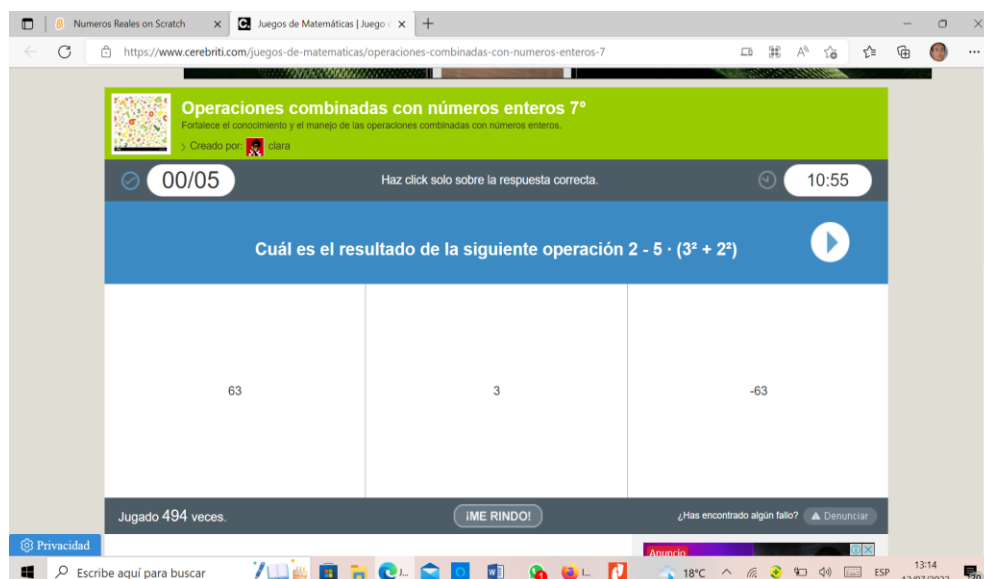 Numeros Reales on Scratch
Juegos de Matemáticas | Juego
https://www.cerebriti.com/juegos-de-matematicas/operaciones-combinadas-con-numeros-enteros-7
Operaciones combinadas con números enteros 7°
Fortalece el conocimiento y el manejo de las operaciones combinadas con números enteros.
> Creado por: clara
00/05
Haz click solo sobre la respuesta correcta.
10:55
Cuál es el resultado de la siguiente operación 2 - 5 · (3² + 2²)
63
3
-63
Jugado 494 veces.
¡ME RINDO!
¿Has encontrado algún fallo?
Denunciar
Privacidad
Anuncio
Escribe aquí para buscar
18°C
ESP
13:14